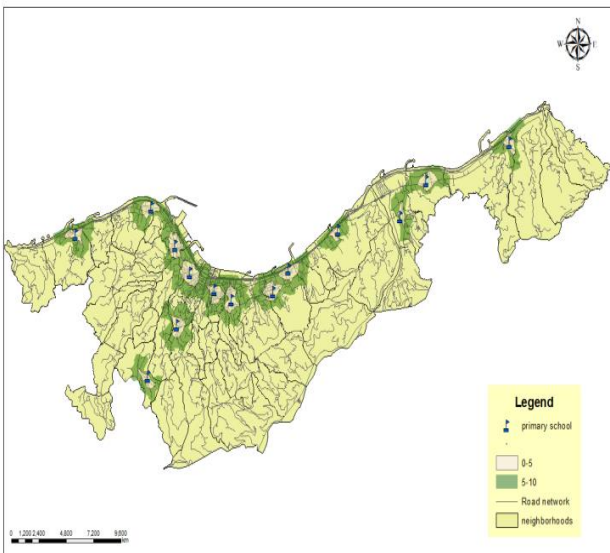 N
W E
S
Legend
primary school
0-5
5-10
Road network
neighborhoods
0 1,200 2,400 4,800 7,200 9,600
km